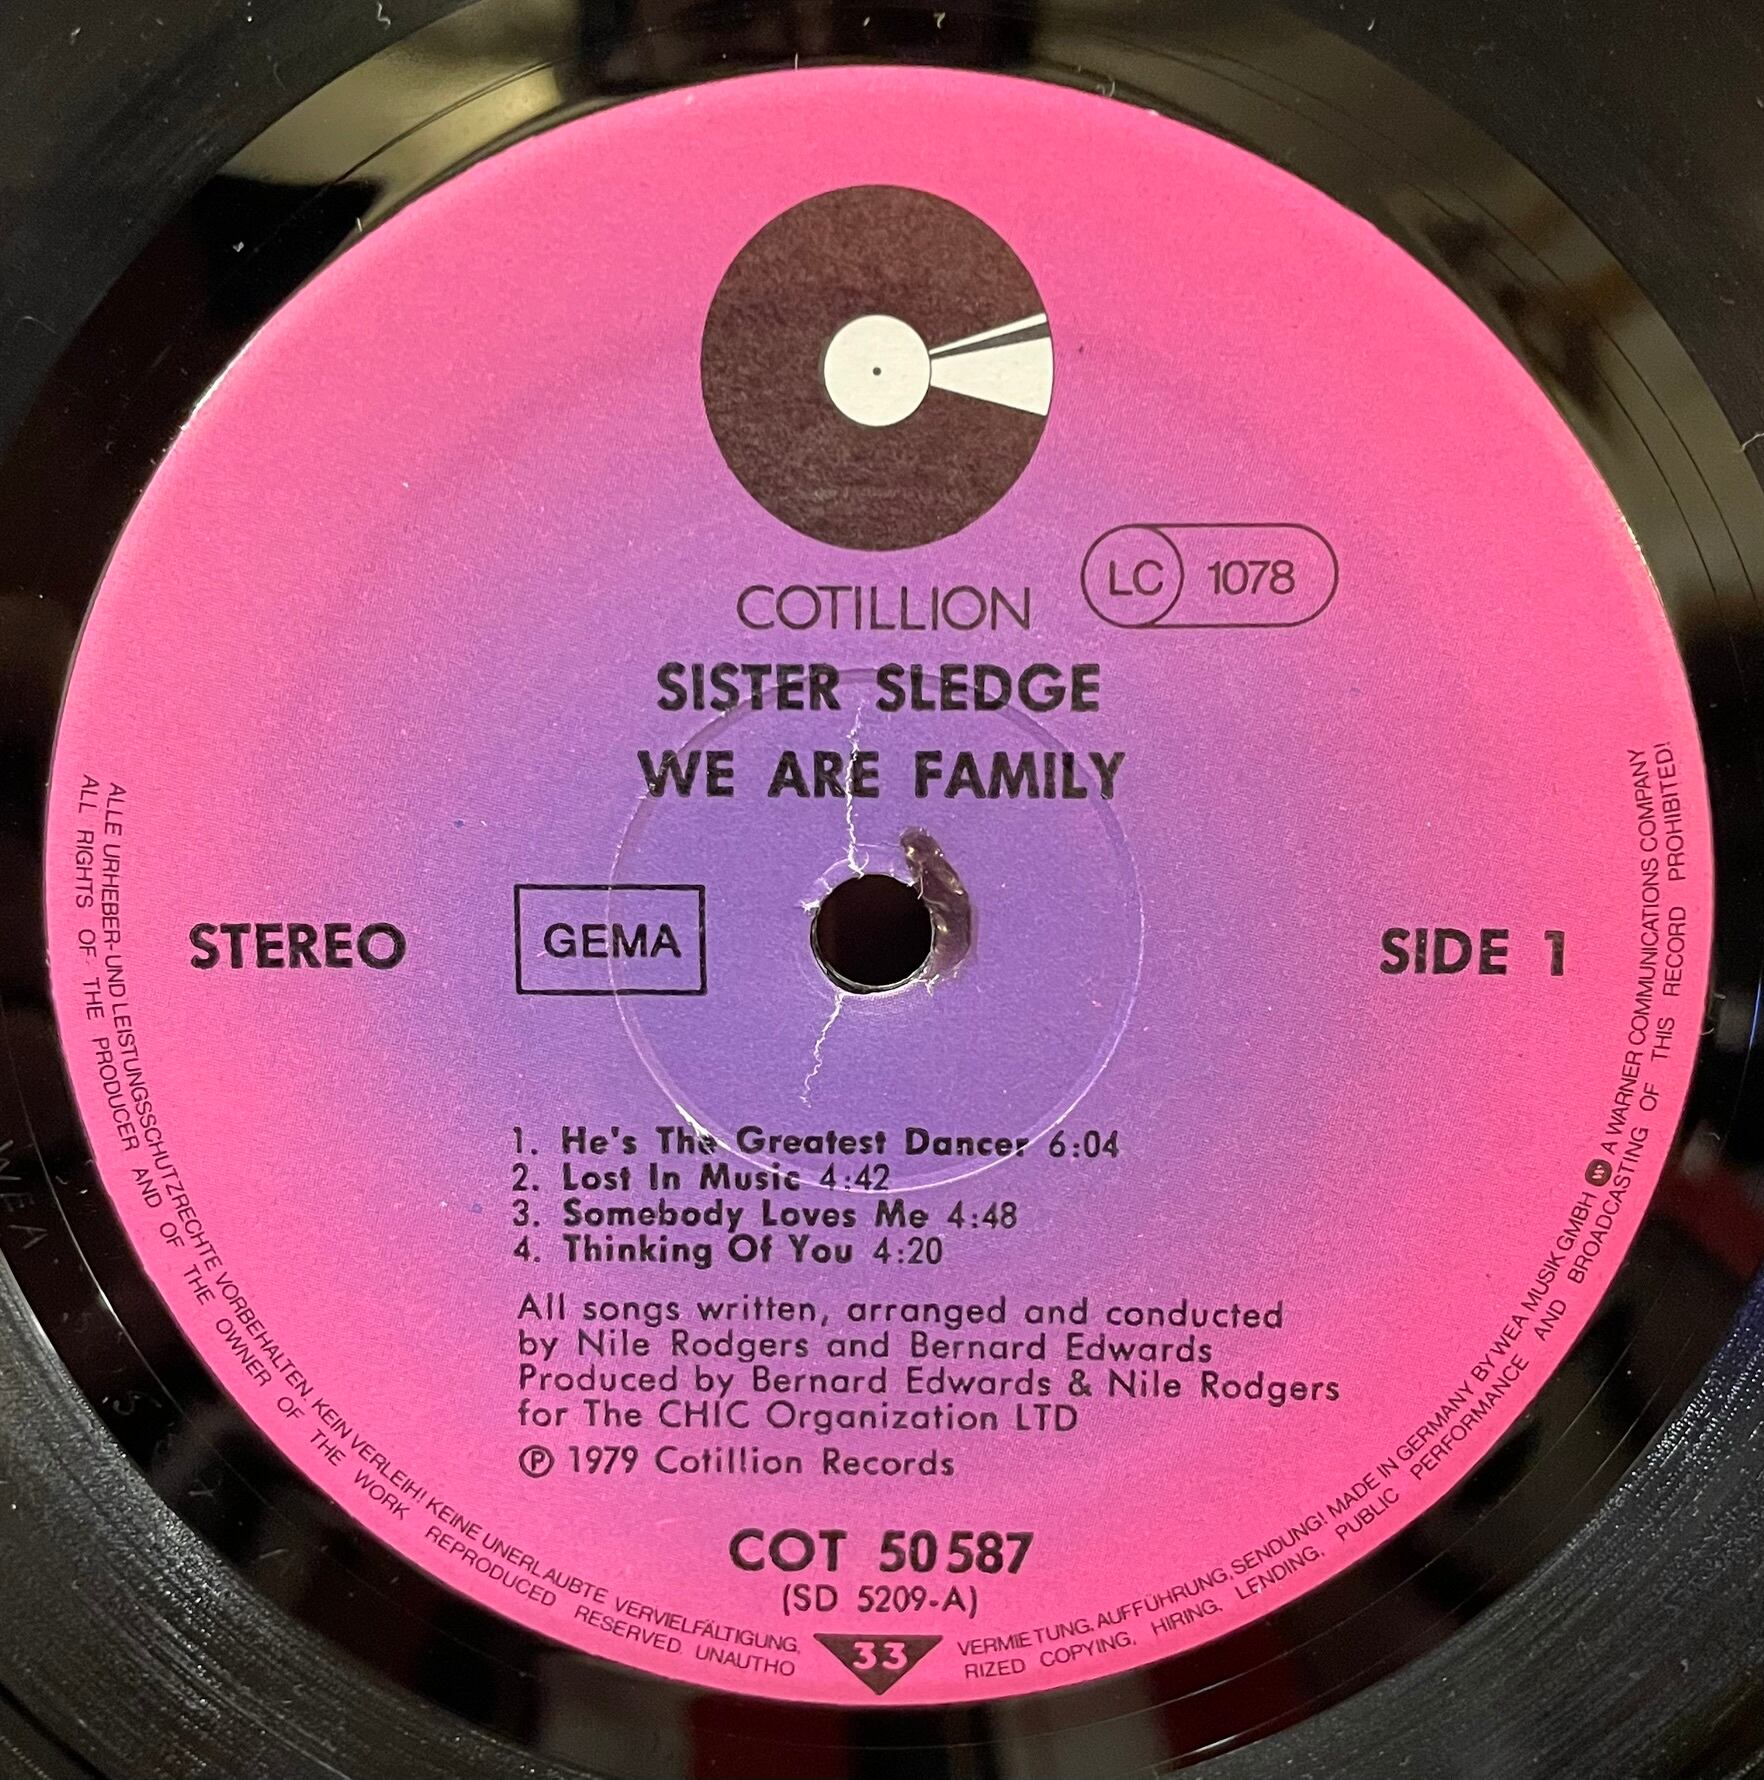 COTILLION
LC 1078
SISTER SLEDGE
WE ARE FAMILY
STEREO
GEMA
SIDE 1
1. He's The Greatest Dancer 6:04
2. Lost In Music 4:42
3. Somebody Loves Me 4:48
4. Thinking Of You 4:20
All songs written, arranged and conducted
by Nile Rodgers and Bernard Edwards
Produced by Bernard Edwards & Nile Rodgers
for The CHIC Organization LTD
Ⓟ 1979 Cotillion Records
COT 50 587
(SD 5209-A)
33
ALLE URHEBER- UND LEISTUNGSSCHUTZRECHTE VORBEHALTEN. KEIN VERLEIH! KEINE UNERLAUBTE VERVIELFÄLTIGUNG, VERMIETUNG, AUFFÜHRUNG, SENDUNG! MADE IN GERMANY BY WEA MUSIK GMBH A WARNER COMMUNICATIONS COMPANY
ALL RIGHTS OF THE PRODUCER AND OF THE OWNER OF THE WORK REPRODUCED RESERVED. UNAUTHORIZED COPYING, HIRING, LENDING, PUBLIC PERFORMANCE AND BROADCASTING OF THIS RECORD PROHIBITED!
WEA